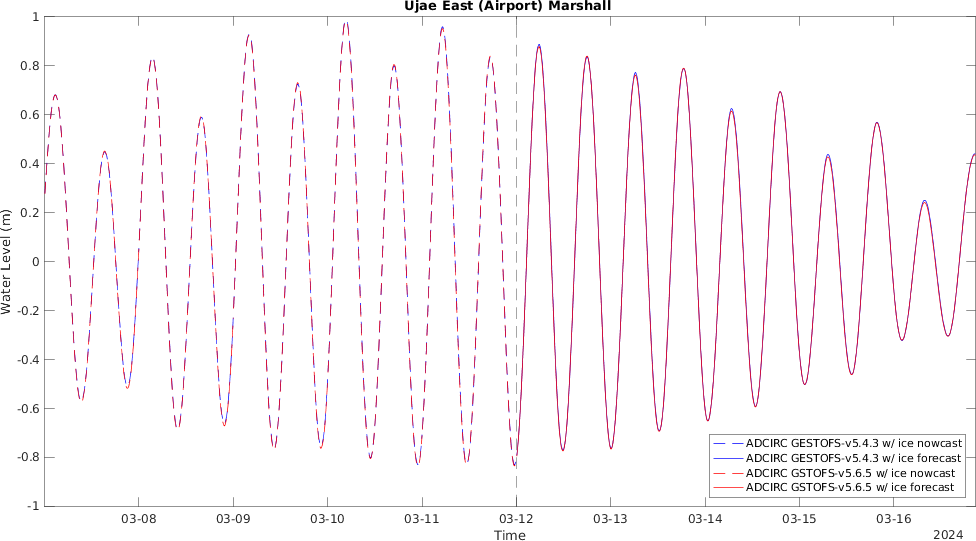 Ujae East (Airport) Marshall
Water Level (m)
1
0.8
0.6
0.4
0.2
0
-0.2
-0.4
-0.6
-0.8
-1
03-08 03-09 03-10 03-11 03-12 03-13 03-14 03-15 03-16
Time
2024
ADCIRC GESTOFS-v5.4.3 w/ ice nowcast
ADCIRC GESTOFS-v5.4.3 w/ ice forecast
ADCIRC GSTOFS-v5.6.5 w/ ice nowcast
ADCIRC GSTOFS-v5.6.5 w/ ice forecast